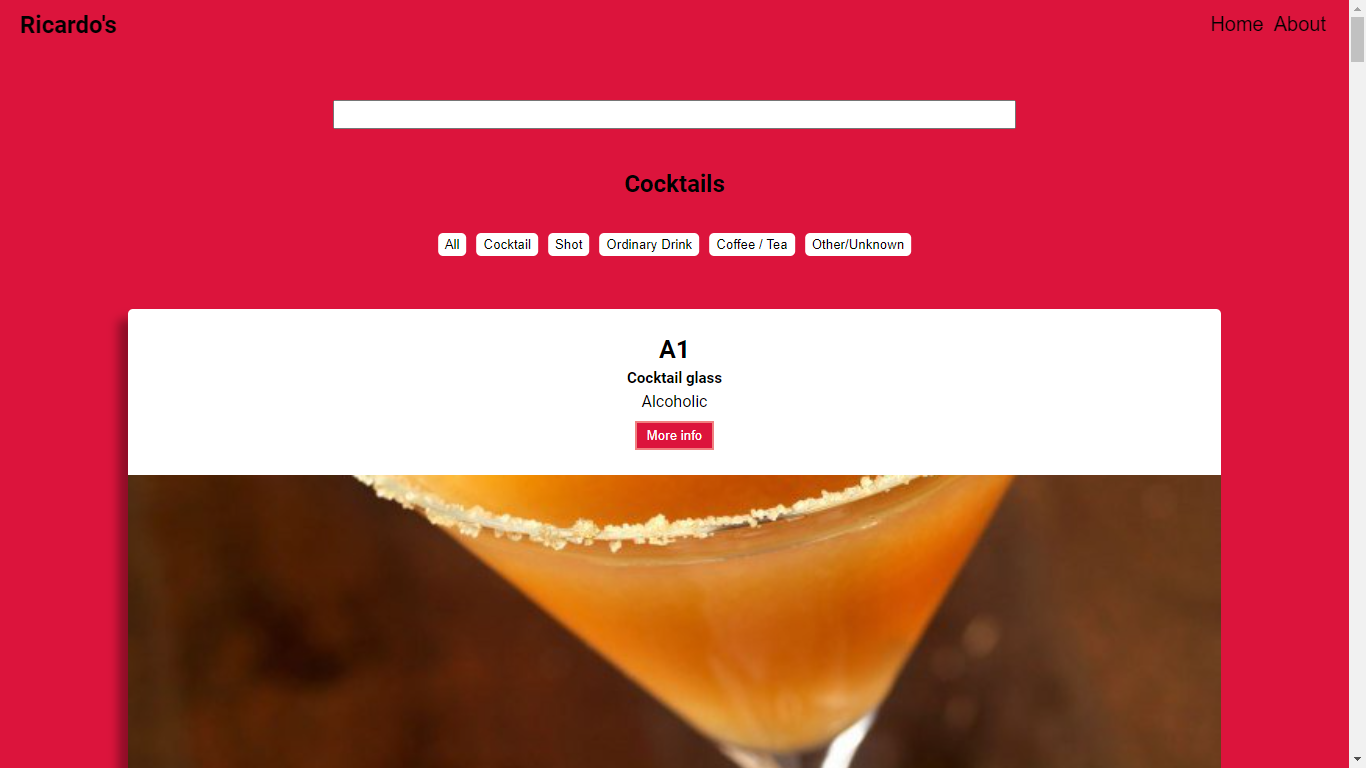 Ricardo's
Home About
Cocktails
All Cocktail Shot Ordinary Drink Coffee / Tea Other/Unknown
A1
Cocktail glass
Alcoholic
More info